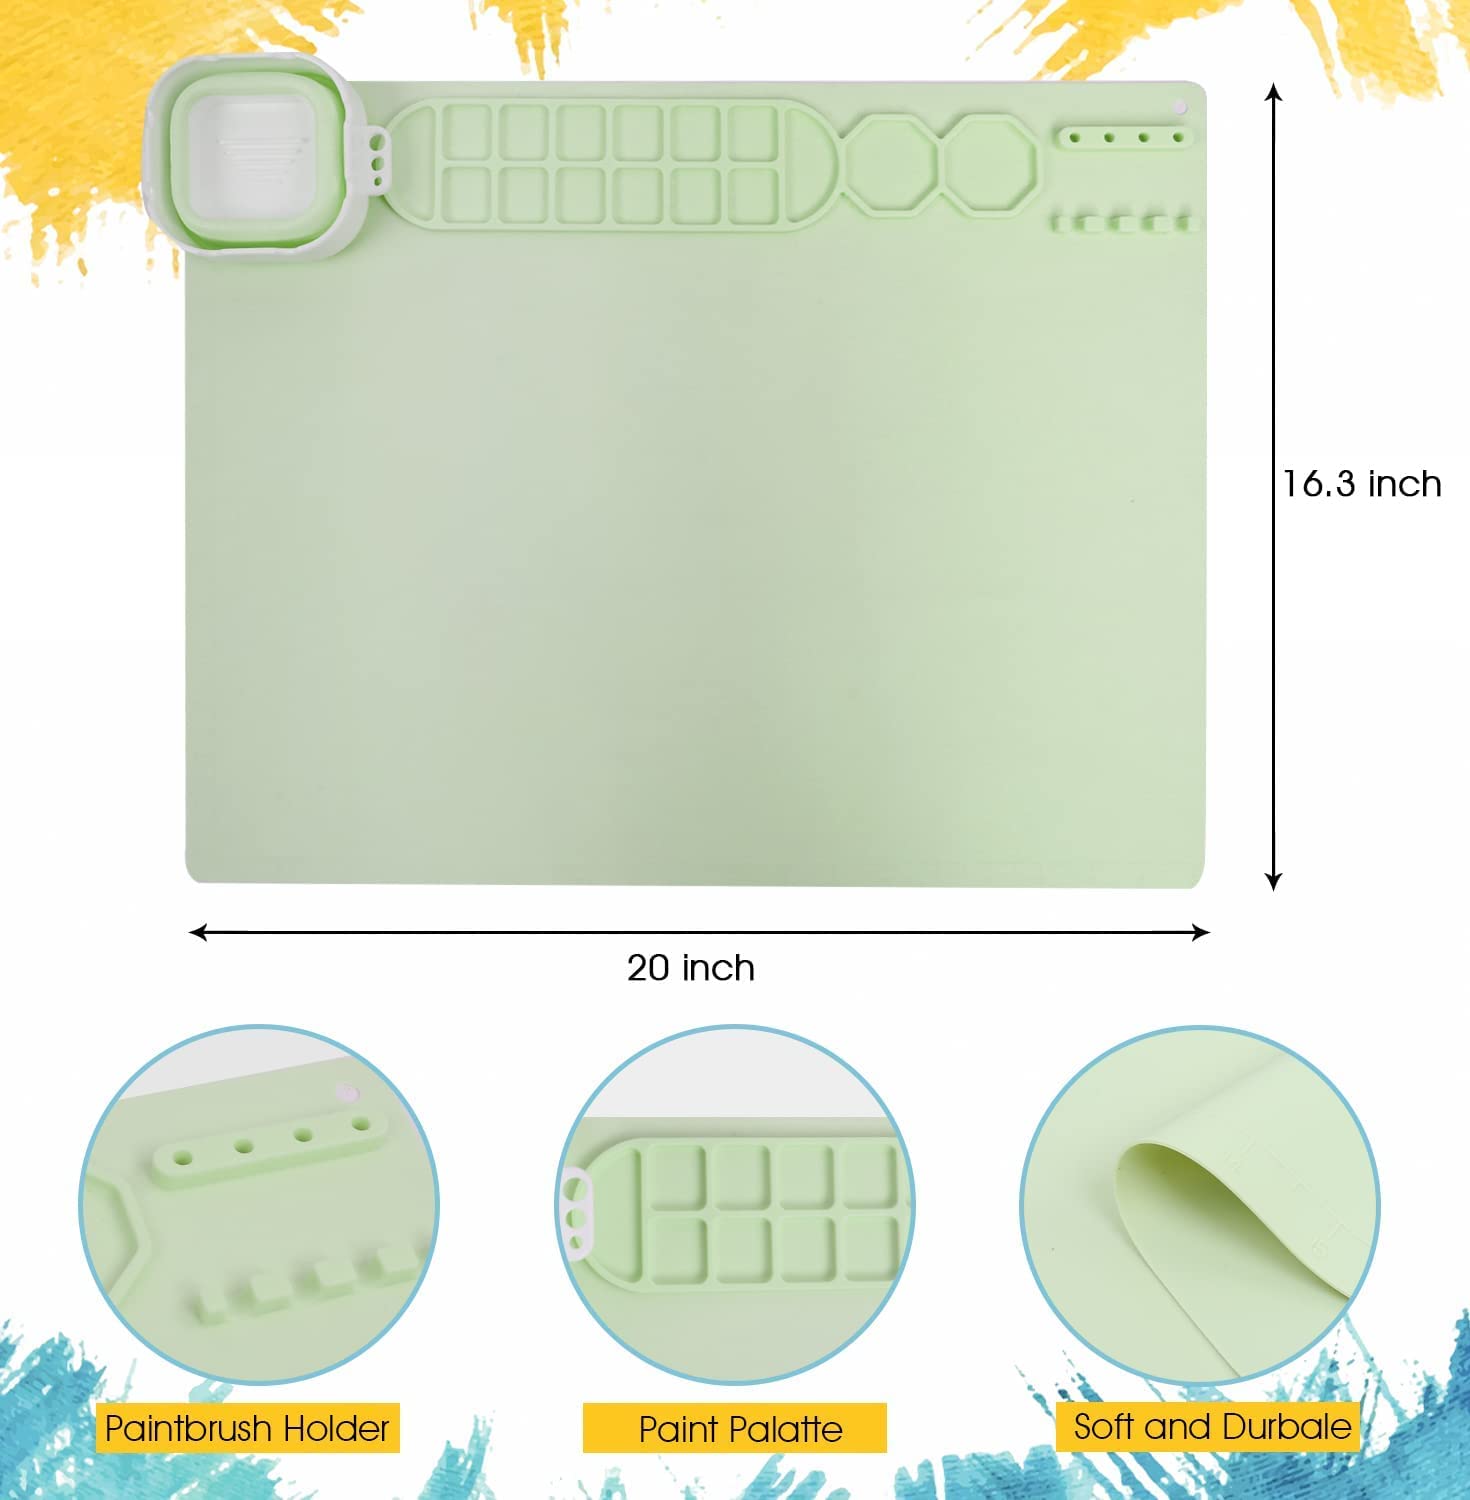 16.3 inch
20 inch
Paintbrush Holder
Paint Palatte
Soft and Durbale